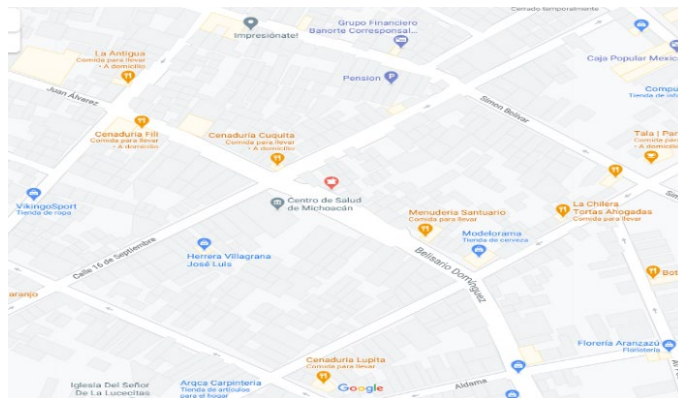 Cerrado temporalmente
Impresionáte!
Grupo Financiero
Banorte Corresponsal...
La Antigua
Comida para llevar
• A domicilio
Caja Popular Mexic
Pension
Juan Álvarez
Simon Bolivar
Compu
Tienda de info
Cenaduría Fili
Comida para llevar
• A domicilio
Cenaduría Cuquita
Comida para llevar
• A domicilio
Tala | Par
Comida para
• A domicilio
VikingoSport
Tienda de ropa
Centro de Salud
de Michoacán
Menudería Santuario
Comida para llevar
La Chilera
Tortas Ahogadas
Comida para llevar
Sim
Modelorama
Tienda de cerveza
Calle 16 de Septiembre
Herrera Villagrana
José Luis
Belisario Domínguez
Bot
aranjo
Florería Aranzazú
Floristería
Cenaduría Lupita
Comida para llevar
Iglesia Del Señor
De La Lucecitas
Arqca Carpintería
Tienda de artículos
para el hogar
Google
Aldama